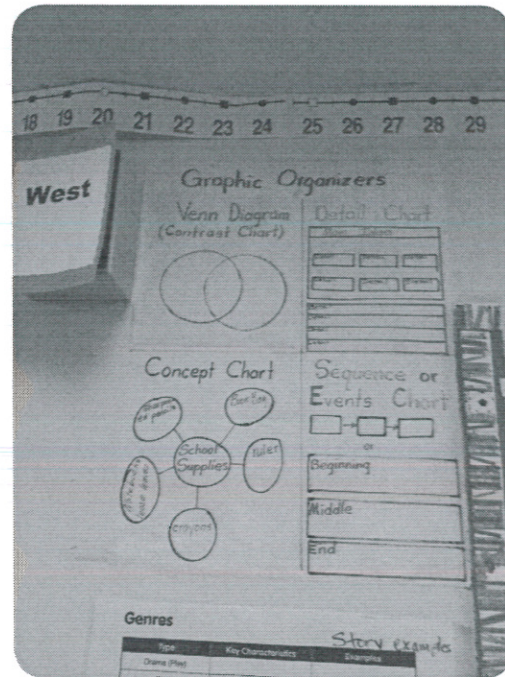 18 19 20 21 22 23 24 25 26 27 28 29
West
Graphic Organizers
Venn Diagram
(Contrast Chart)
Detail Chart
Main Idea
Concept Chart
School
Supplies
ruler
crayons
Sequence or
Events Chart
or
Beginning
Middle
End
Genres
Story examples
Type Key Characteristics Examples
Drama (Play)